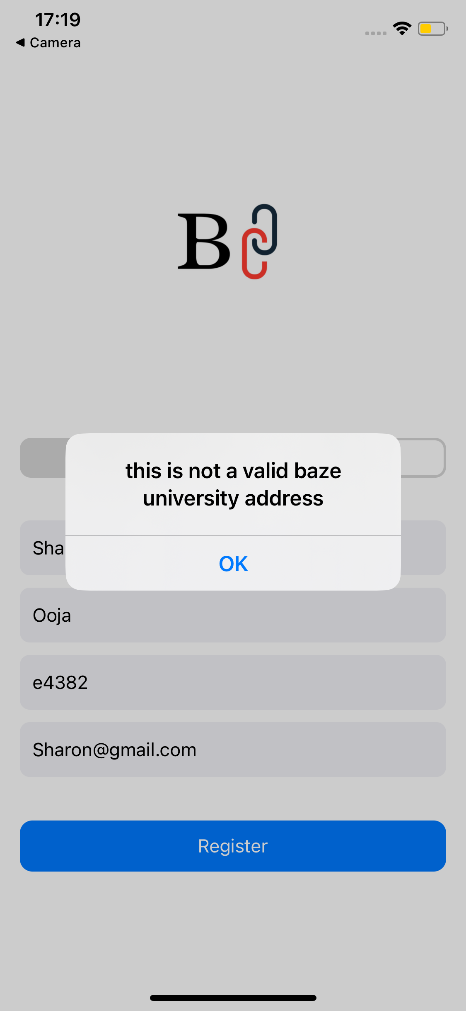 17:19
◀ Camera
B
this is not a valid baze
university address
OK
Sha
Ooja
e4382
Sharon@gmail.com
Register